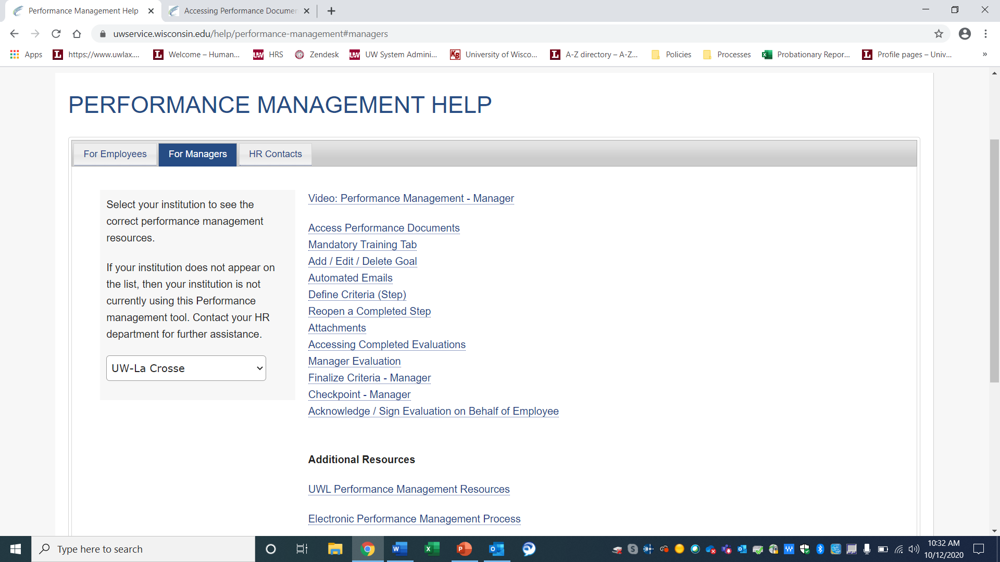 Performance Management Help
Accessing Performance Documen
uwservice.wisconsin.edu/help/performance-management#managers
Apps
https://www.uwlax....
Welcome – Human...
HRS
Zendesk
UW System Admini...
University of Wisco...
A-Z directory – A-Z...
Policies
Processes
Probationary Repor...
Profile pages – Univ...
»
PERFORMANCE MANAGEMENT HELP
For Employees
For Managers
HR Contacts
Select your institution to see the
correct performance management
resources.
If your institution does not appear on
the list, then your institution is not
currently using this Performance
management tool. Contact your HR
department for further assistance.
UW-La Crosse
Video: Performance Management - Manager
Access Performance Documents
Mandatory Training Tab
Add / Edit / Delete Goal
Automated Emails
Define Criteria (Step)
Reopen a Completed Step
Attachments
Accessing Completed Evaluations
Manager Evaluation
Finalize Criteria - Manager
Checkpoint - Manager
Acknowledge / Sign Evaluation on Behalf of Employee
Additional Resources
UWL Performance Management Resources
Electronic Performance Management Process
Type here to search
10:32 AM
10/12/2020